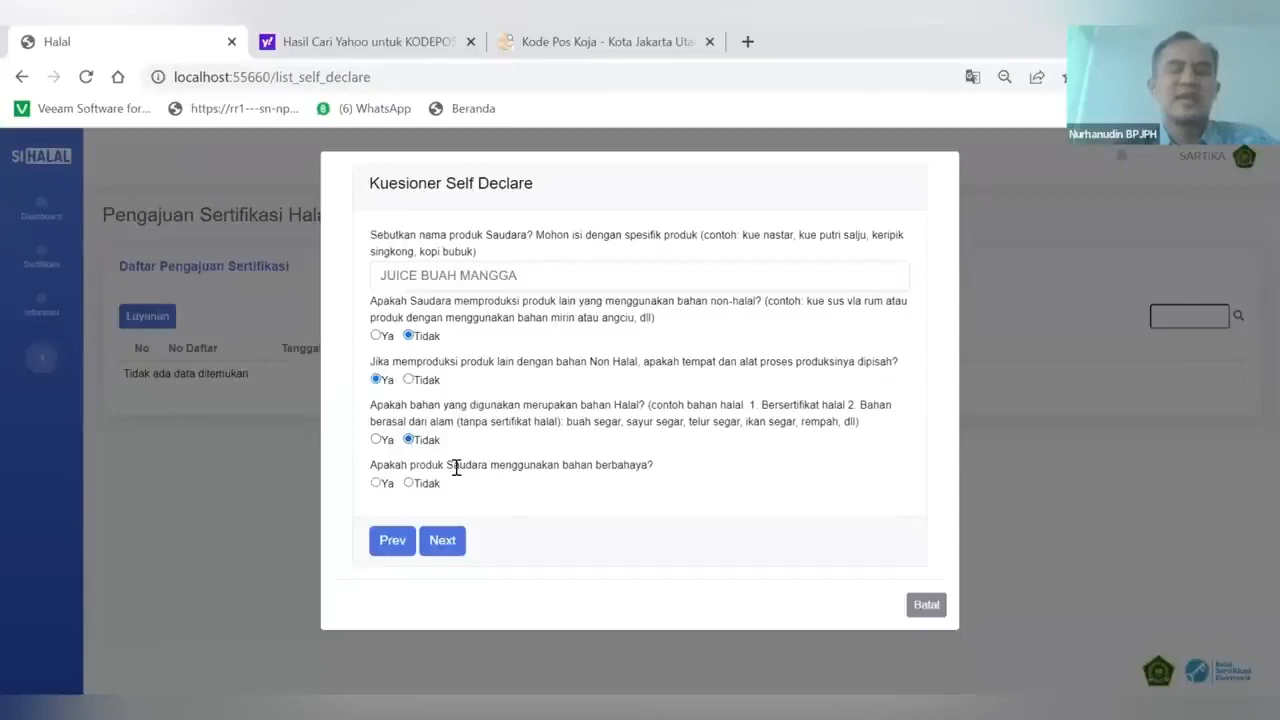 Halal
Hasil Cari Yahoo untuk KODEPOS
Kode Pos Koja - Kota Jakarta Uta
localhost:55660/list_self_declare
Veeam Software for...
https://rr1---sn-np...
(6) WhatsApp
Beranda
Nurhanudin BPJPH
SIHALAL
SARTIKA
Dashboard
Sertifikasi
Informasi
Pengajuan Sertifikasi Hala
Daftar Pengajuan Sertifikasi
Layanan
No No Daftar Tangga
Tidak ada data ditemukan
Kuesioner Self Declare
Sebutkan nama produk Saudara? Mohon isi dengan spesifik produk (contoh: kue nastar, kue putri salju, keripik
singkong, kopi bubuk)
JUICE BUAH MANGGA
Apakah Saudara memproduksi produk lain yang menggunakan bahan non-halal? (contoh: kue sus via rum atau
produk dengan menggunakan bahan mirin atau angciu, dll)
Ya Tidak
Jika memproduksi produk lain dengan bahan Non Halal, apakah tempat dan alat proses produksinya dipisah?
Ya Tidak
Apakah bahan yang digunakan merupakan bahan Halal? (contoh bahan halal 1. Bersertifikat halal 2. Bahan
berasal dari alam (tanpa sertifikat halal): buah segar, sayur segar, telur segar, ikan segar, rempah, dll)
Ya Tidak
Apakah produk Saudara menggunakan bahan berbahaya?
Ya Tidak
Prev Next
Batal
Balai
Sertifikasi
Elektronik